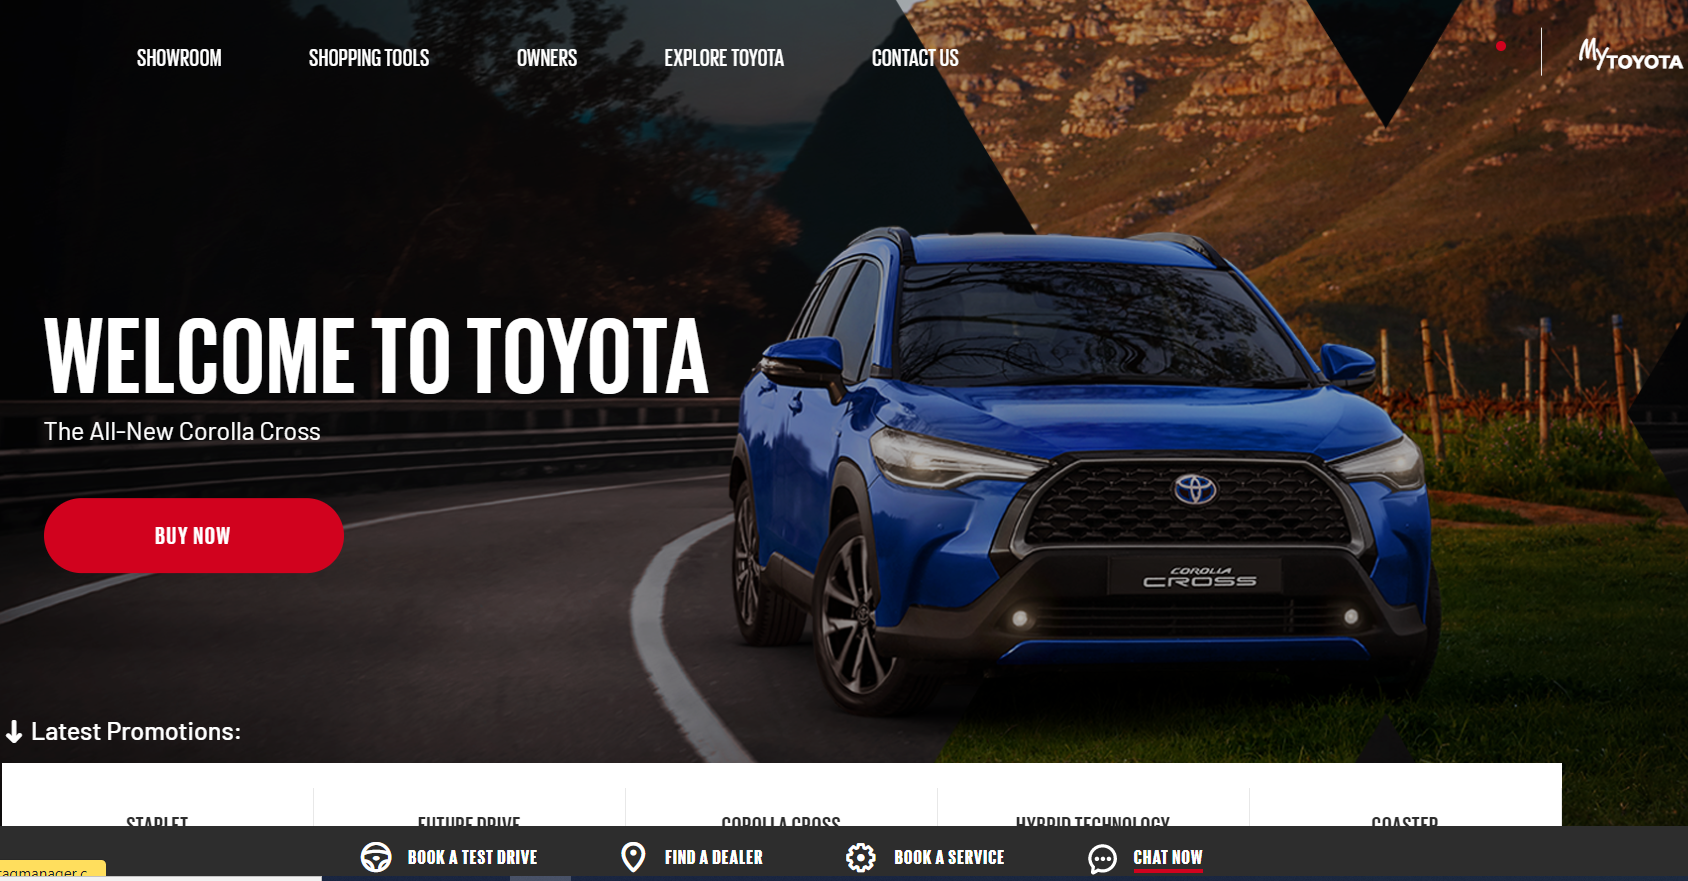 SHOWROOM
SHOPPING TOOLS
OWNERS
EXPLORE TOYOTA
CONTACT US
My TOYOTA
WELCOME TO TOYOTA
The All-New Corolla Cross
BUY NOW
COROLLA
CROSS
Latest Promotions:
STARLET
FUTURE DRIVE
COROLLA CROSS
HYBRID TECHNOLOGY
COASTER
BOOK A TEST DRIVE
FIND A DEALER
BOOK A SERVICE
CHAT NOW
tagmanager.c